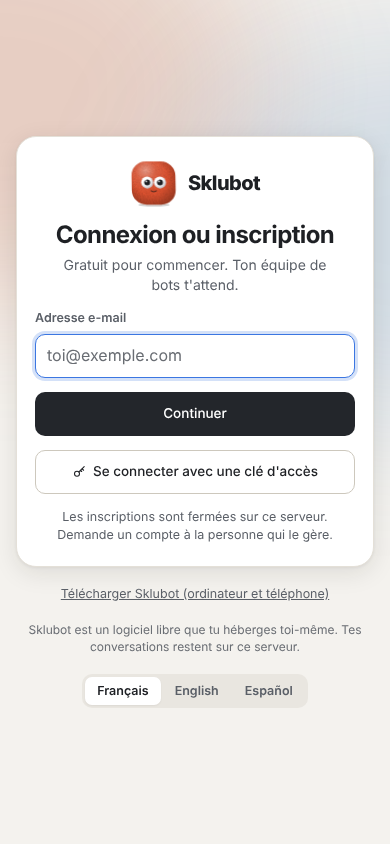 Sklubot
Connexion ou inscription
Gratuit pour commencer. Ton équipe de
bots t'attend.
Adresse e-mail
toi@exemple.com
Continuer
Se connecter avec une clé d'accès
Les inscriptions sont fermées sur ce serveur.
Demande un compte à la personne qui le gère.
Télécharger Sklubot (ordinateur et téléphone)
Sklubot est un logiciel libre que tu héberges toi-même. Tes
conversations restent sur ce serveur.
Français English Español